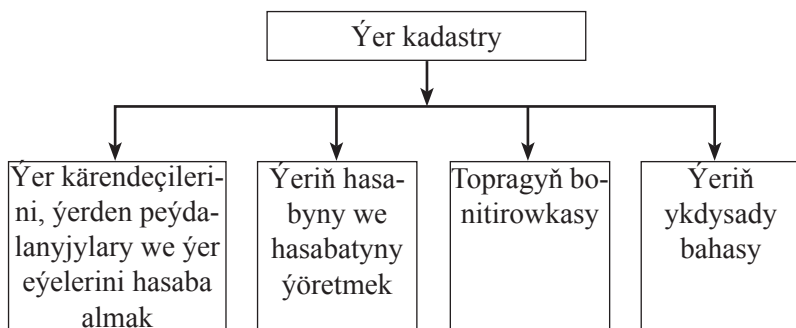 Ýer kadastry
Ýer kärendeçileri-
ni, ýerden peýda-
lanyjylary we ýer
eýelerini hasaba
almak
Ýeriň hasa-
byny we
hasabatyny
ýöretmek
Topragyň bo-
nitirowkasy
Ýeriň
ykdysady
bahasy